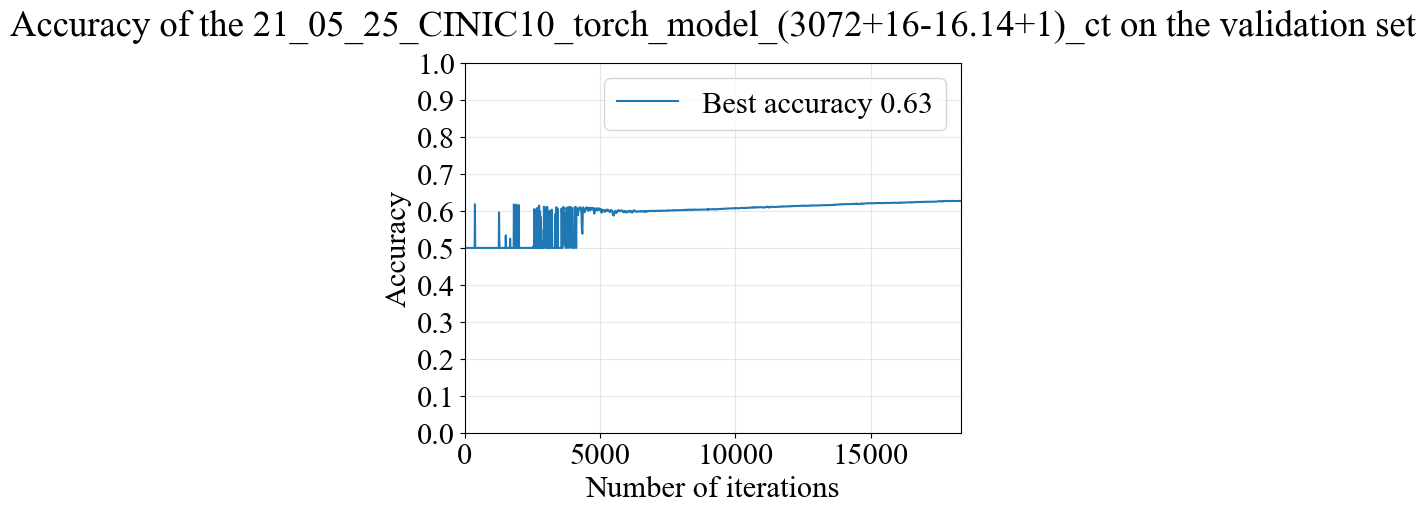 Accuracy of the 21_05_25_CINIC10_torch_model_(3072+16-16.14+1)_ct on the validation set
Best accuracy 0.63
1.0
0.9
0.8
0.7
0.6
0.5
0.4
0.3
0.2
0.1
0.0
Accuracy
0 5000 10000 15000
Number of iterations